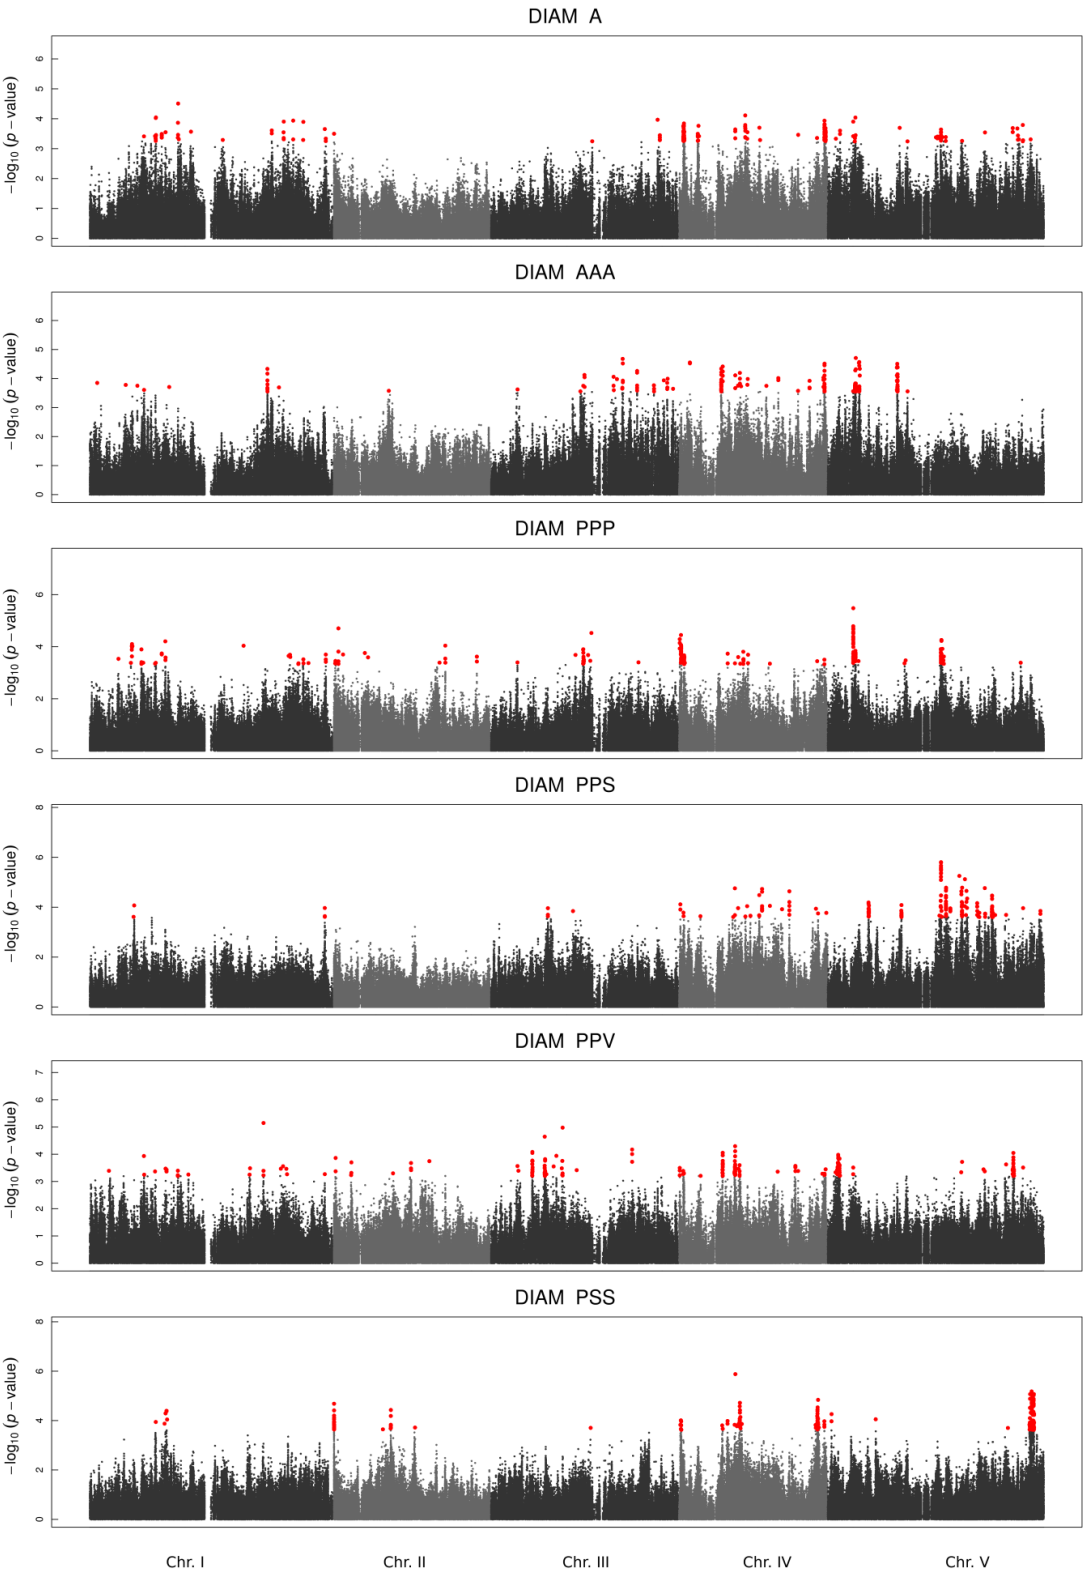 DIAM A
6
5
4
3
2
1
0
−log10 (p − value)
DIAM AAA
6
5
4
3
2
1
0
−log10 (p − value)
DIAM PPP
6
4
2
0
−log10 (p − value)
DIAM PPS
8
6
4
2
0
−log10 (p − value)
DIAM PPV
7
6
5
4
3
2
1
0
−log10 (p − value)
DIAM PSS
8
6
4
2
0
−log10 (p − value)
Chr. I Chr. II Chr. III Chr. IV Chr. V